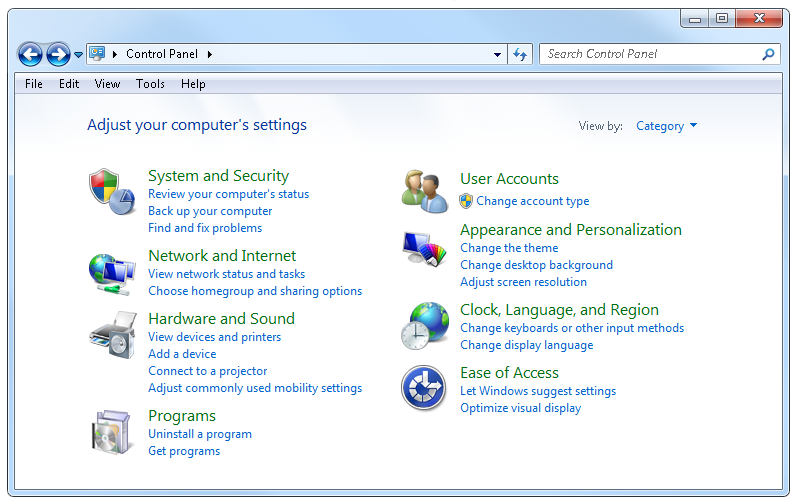 Control Panel
Search Control Panel
File Edit View Tools Help
Adjust your computer's settings
View by: Category
System and Security
Review your computer's status
Back up your computer
Find and fix problems
Network and Internet
View network status and tasks
Choose homegroup and sharing options
Hardware and Sound
View devices and printers
Add a device
Connect to a projector
Adjust commonly used mobility settings
Programs
Uninstall a program
Get programs
User Accounts
Change account type
Appearance and Personalization
Change the theme
Change desktop background
Adjust screen resolution
Clock, Language, and Region
Change keyboards or other input methods
Change display language
Ease of Access
Let Windows suggest settings
Optimize visual display